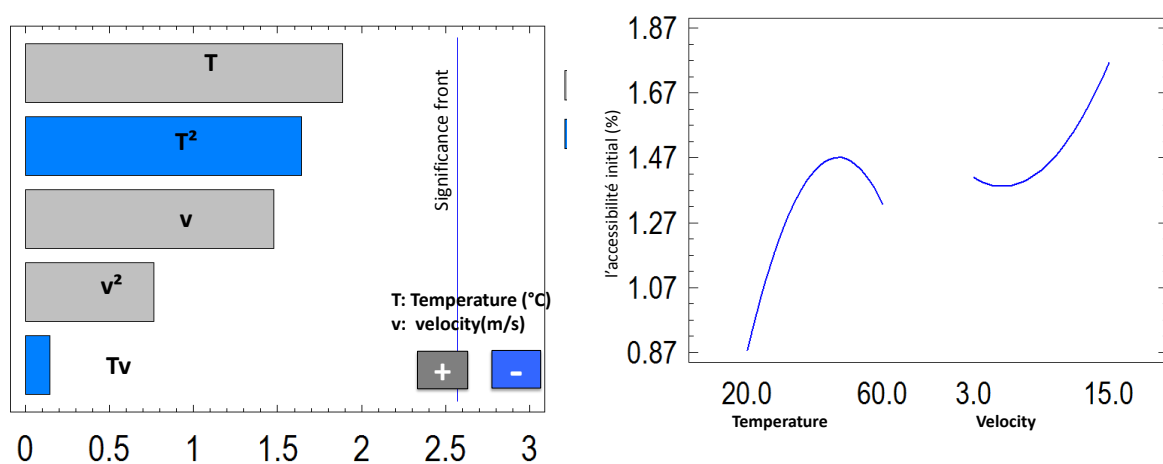 T
T²
v
v²
Tv
Significance front
T: Temperature (°C)
v: velocity(m/s)
+
-
0 0.5 1 1.5 2 2.5 3
l'accessibilité initial (%)
1.87
1.67
1.47
1.27
1.07
0.87
20.0 60.0 3.0 15.0
Temperature Velocity